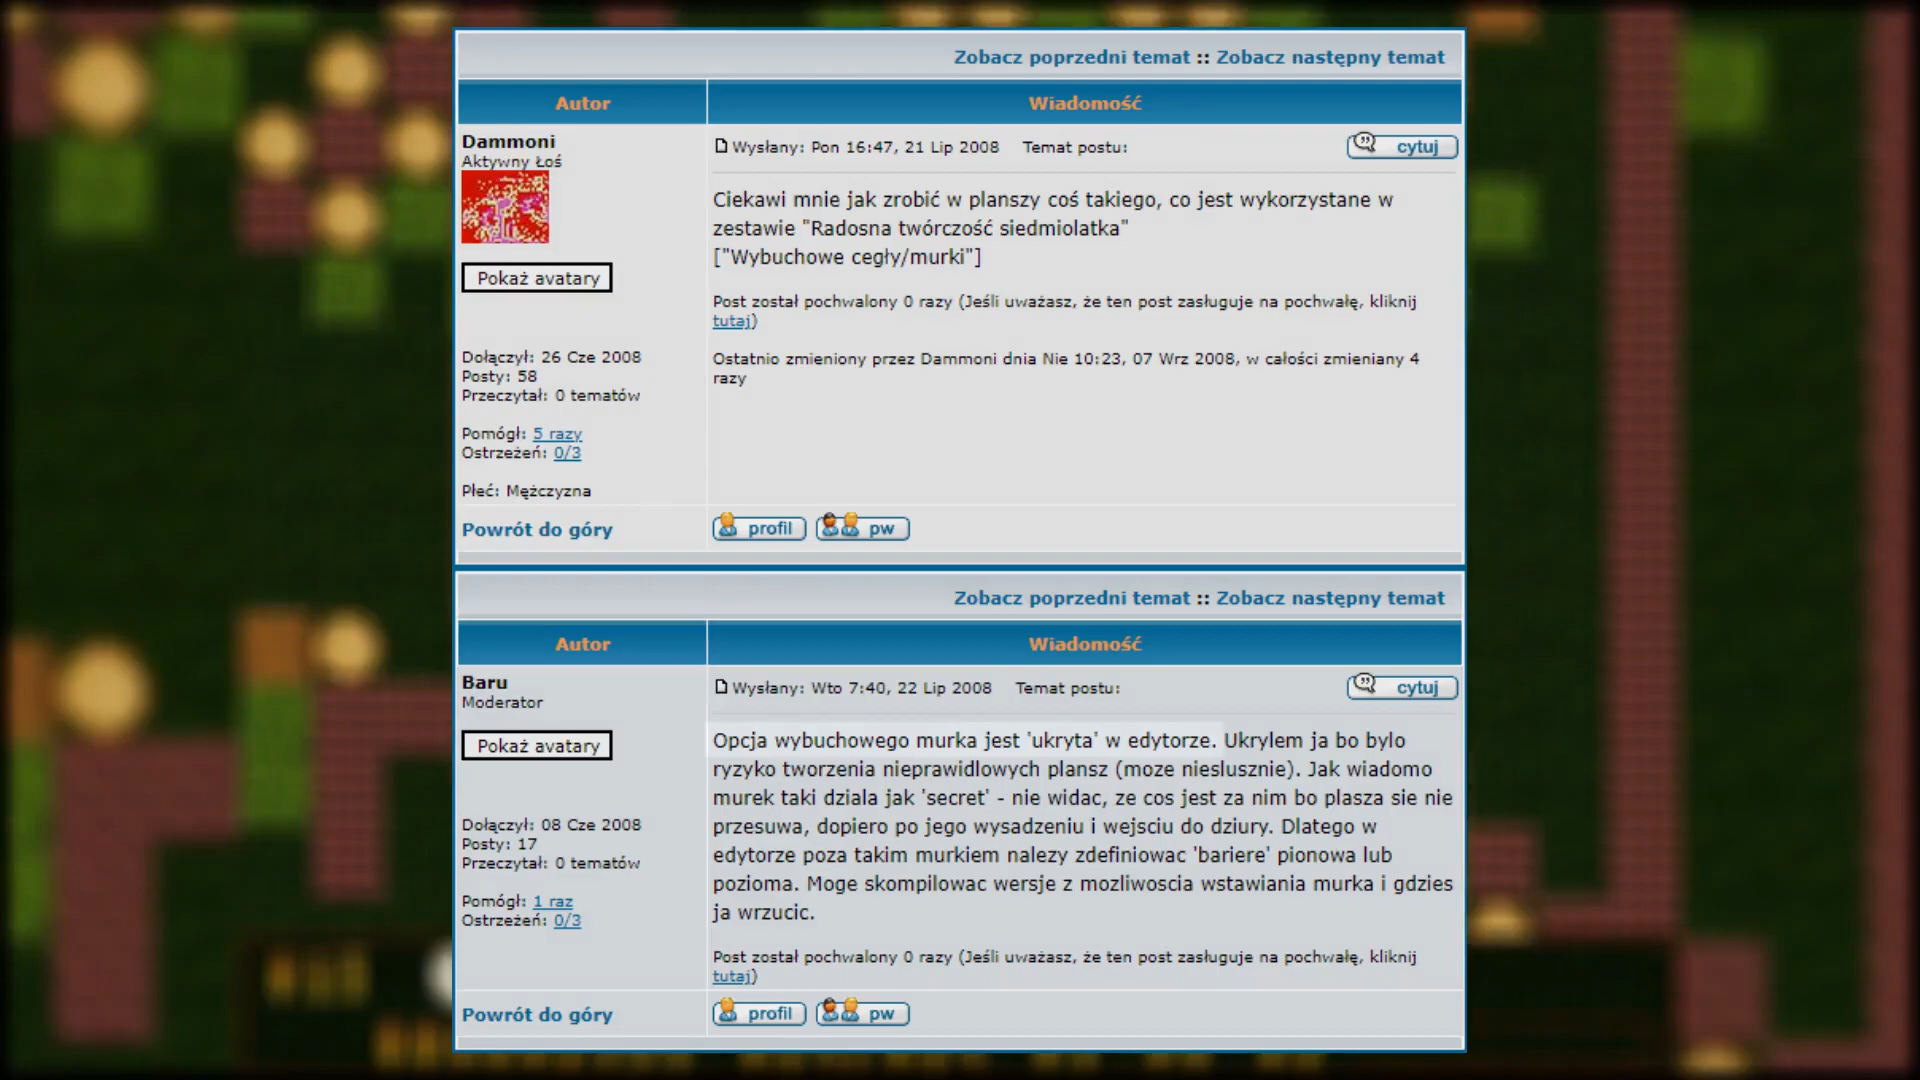 Zobacz poprzedni temat :: Zobacz następny temat
Autor
Wiadomość
Dammoni
Aktywny Łoś
Pokaż avatary
Dołączył: 26 Cze 2008
Posty: 58
Przeczytał: 0 tematów
Pomógł: 5 razy
Ostrzeżeń: 0/3
Płeć: Mężczyzna
Wysłany: Pon 16:47, 21 Lip 2008 Temat postu:
cytuj
Ciekawi mnie jak zrobić w planszy coś takiego, co jest wykorzystane w
zestawie "Radosna twórczość siedmiolatka"
["Wybuchowe cegły/murki"]
Post został pochwalony 0 razy (Jeśli uważasz, że ten post zasługuje na pochwałę, kliknij
tutaj)
Ostatnio zmieniony przez Dammoni dnia Nie 10:23, 07 Wrz 2008, w całości zmieniany 4
razy
Powrót do góry
profil
pw
Zobacz poprzedni temat :: Zobacz następny temat
Autor
Wiadomość
Baru
Moderator
Pokaż avatary
Dołączył: 08 Cze 2008
Posty: 17
Przeczytał: 0 tematów
Pomógł: 1 raz
Ostrzeżeń: 0/3
Wysłany: Wto 7:40, 22 Lip 2008 Temat postu:
cytuj
Opcja wybuchowego murka jest 'ukryta' w edytorze. Ukrylem ja bo bylo
ryzyko tworzenia nieprawidlowych plansz (moze nieslusznie). Jak wiadomo
murek taki dziala jak 'secret' - nie widac, ze cos jest za nim bo plasza sie nie
przesuwa, dopiero po jego wysadzeniu i wejsciu do dziury. Dlatego w
edytorze poza takim murkiem nalezy zdefiniowac 'bariere' pionowa lub
pozioma. Moge skompilowac wersje z mozliwoscia wstawiania murka i gdzies
ja wrzucic.
Post został pochwalony 0 razy (Jeśli uważasz, że ten post zasługuje na pochwałę, kliknij
tutaj)
Powrót do góry
profil
pw